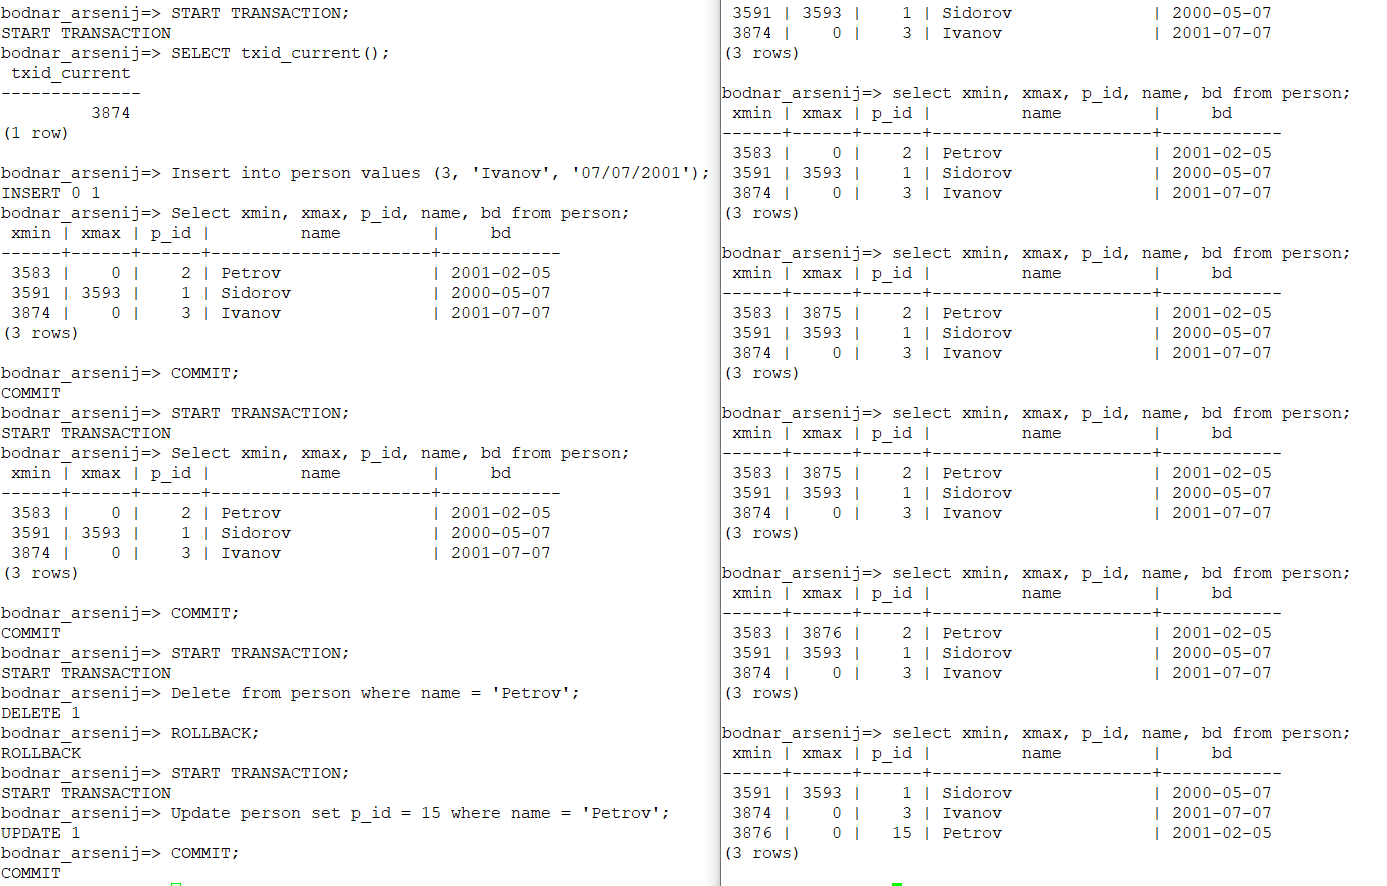 bodnar_arsenij=> START TRANSACTION;
START TRANSACTION
bodnar_arsenij=> SELECT txid_current();
 txid_current
--------------
         3874
(1 row)

bodnar_arsenij=> Insert into person values (3, 'Ivanov', '07/07/2001');
INSERT 0 1
bodnar_arsenij=> Select xmin, xmax, p_id, name, bd from person;
 xmin | xmax | p_id |         name         |     bd
------+------+------+----------------------+------------
 3583 |    0 |    2 | Petrov               | 2001-02-05
 3591 | 3593 |    1 | Sidorov              | 2000-05-07
 3874 |    0 |    3 | Ivanov               | 2001-07-07
(3 rows)

bodnar_arsenij=> COMMIT;
COMMIT
bodnar_arsenij=> START TRANSACTION;
START TRANSACTION
bodnar_arsenij=> Select xmin, xmax, p_id, name, bd from person;
 xmin | xmax | p_id |         name         |     bd
------+------+------+----------------------+------------
 3583 |    0 |    2 | Petrov               | 2001-02-05
 3591 | 3593 |    1 | Sidorov              | 2000-05-07
 3874 |    0 |    3 | Ivanov               | 2001-07-07
(3 rows)

bodnar_arsenij=> COMMIT;
COMMIT
bodnar_arsenij=> START TRANSACTION;
START TRANSACTION
bodnar_arsenij=> Delete from person where name = 'Petrov';
DELETE 1
bodnar_arsenij=> ROLLBACK;
ROLLBACK
bodnar_arsenij=> START TRANSACTION;
START TRANSACTION
bodnar_arsenij=> Update person set p_id = 15 where name = 'Petrov';
UPDATE 1
bodnar_arsenij=> COMMIT;
COMMIT
 3591 | 3593 |    1 | Sidorov              | 2000-05-07
 3874 |    0 |    3 | Ivanov               | 2001-07-07
(3 rows)

bodnar_arsenij=> select xmin, xmax, p_id, name, bd from person;
 xmin | xmax | p_id |         name         |     bd
------+------+------+----------------------+------------
 3583 |    0 |    2 | Petrov               | 2001-02-05
 3591 | 3593 |    1 | Sidorov              | 2000-05-07
 3874 |    0 |    3 | Ivanov               | 2001-07-07
(3 rows)

bodnar_arsenij=> select xmin, xmax, p_id, name, bd from person;
 xmin | xmax | p_id |         name         |     bd
------+------+------+----------------------+------------
 3583 | 3875 |    2 | Petrov               | 2001-02-05
 3591 | 3593 |    1 | Sidorov              | 2000-05-07
 3874 |    0 |    3 | Ivanov               | 2001-07-07
(3 rows)

bodnar_arsenij=> select xmin, xmax, p_id, name, bd from person;
 xmin | xmax | p_id |         name         |     bd
------+------+------+----------------------+------------
 3583 | 3875 |    2 | Petrov               | 2001-02-05
 3591 | 3593 |    1 | Sidorov              | 2000-05-07
 3874 |    0 |    3 | Ivanov               | 2001-07-07
(3 rows)

bodnar_arsenij=> select xmin, xmax, p_id, name, bd from person;
 xmin | xmax | p_id |         name         |     bd
------+------+------+----------------------+------------
 3583 | 3876 |    2 | Petrov               | 2001-02-05
 3591 | 3593 |    1 | Sidorov              | 2000-05-07
 3874 |    0 |    3 | Ivanov               | 2001-07-07
(3 rows)

bodnar_arsenij=> select xmin, xmax, p_id, name, bd from person;
 xmin | xmax | p_id |         name         |     bd
------+------+------+----------------------+------------
 3591 | 3593 |    1 | Sidorov              | 2000-05-07
 3874 |    0 |    3 | Ivanov               | 2001-07-07
 3876 |    0 |   15 | Petrov               | 2001-02-05
(3 rows)